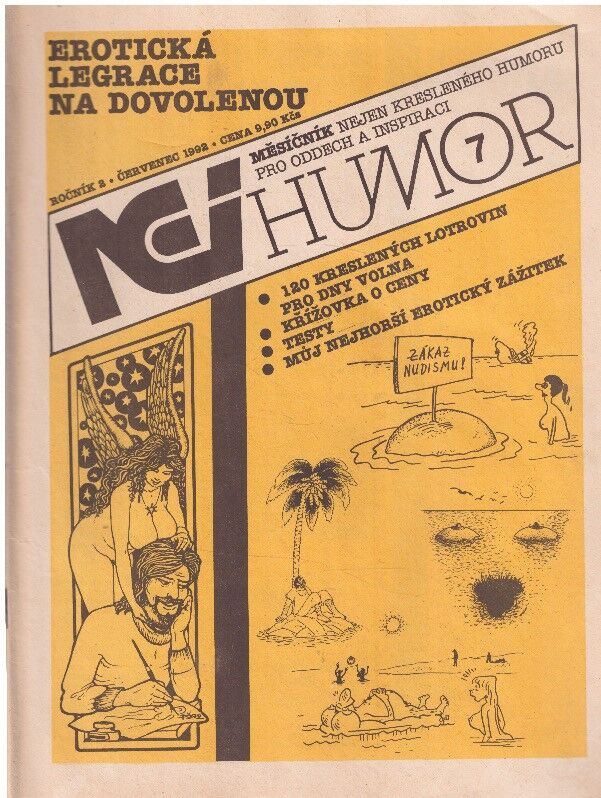 EROTICKÁ
LEGRACE
NA DOVOLENOU
ROČNÍK 2 • ČERVENEC 1992 • CENA 9,90 Kčs
MĚSÍČNÍK NEJEN KRESLENÉHO HUMORU
PRO ODDECH A INSPIRACI
HUMOR 7
• 120 KRESLENÝCH LOTROVIN
PRO DNY VOLNA
• KŘÍŽOVKA O CENY
• TESTY
• MŮJ NEJHORŠÍ EROTICKÝ ZÁŽITEK
ZÁKAZ
NUDISMU!